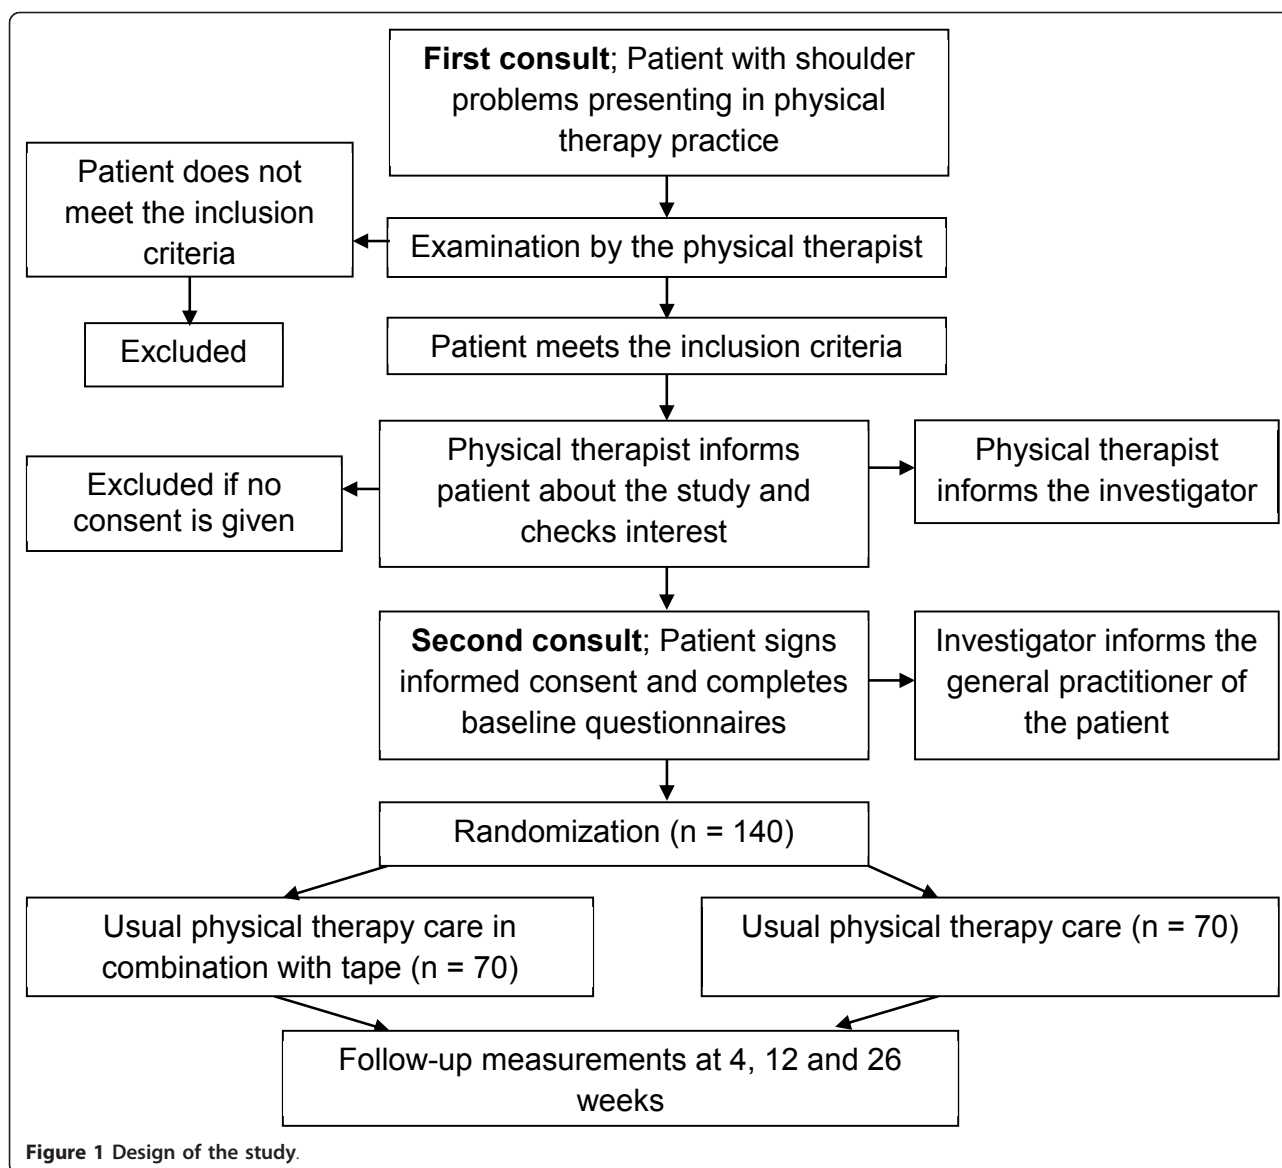 First consult; Patient with shoulder
problems presenting in physical
therapy practice
Patient does not
meet the inclusion
criteria
Examination by the physical therapist
Excluded
Patient meets the inclusion criteria
Physical therapist informs
patient about the study and
checks interest
Excluded if no
consent is given
Physical therapist
informs the investigator
Second consult; Patient signs
informed consent and completes
baseline questionnaires
Investigator informs the
general practitioner of
the patient
Randomization (n = 140)
Usual physical therapy care in
combination with tape (n = 70)
Usual physical therapy care (n = 70)
Follow-up measurements at 4, 12 and 26
weeks
Figure 1 Design of the study.